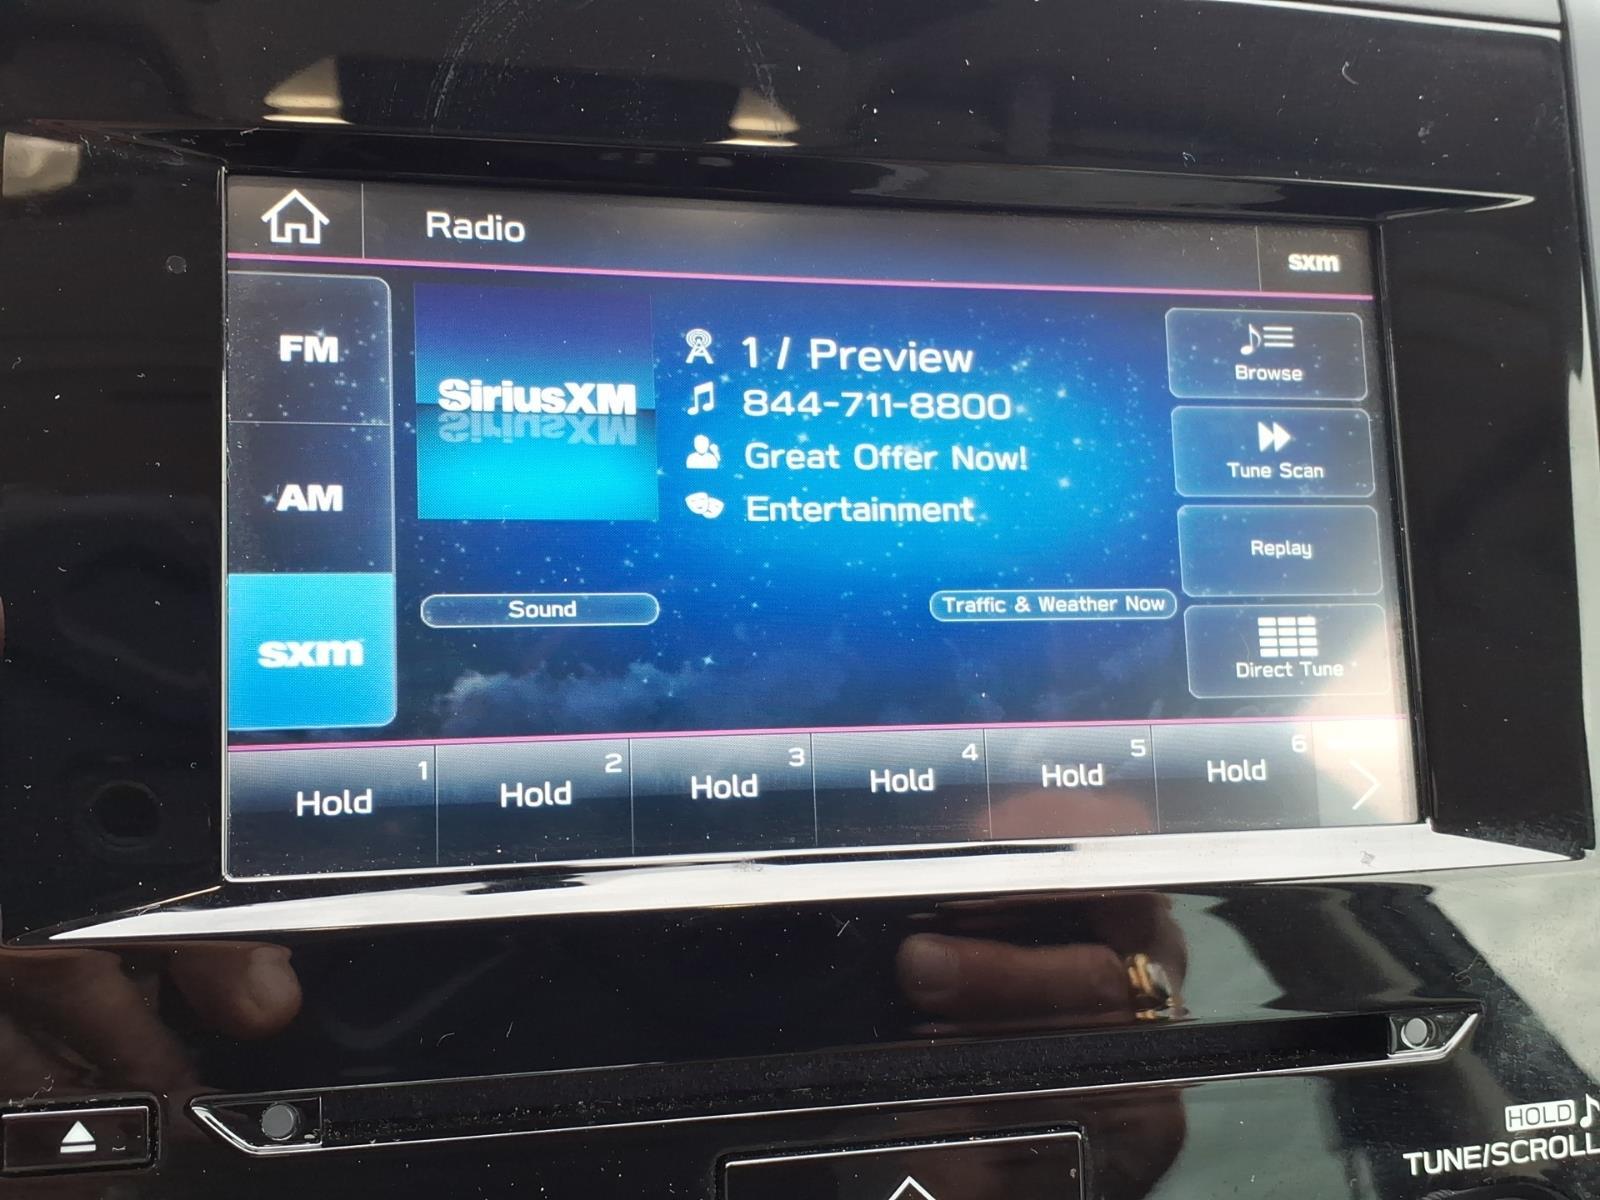 Radio
sxm
FM
AM
sxm
SiriusXM
1 / Preview
844-711-8800
Great Offer Now!
Entertainment
Sound
Traffic & Weather Now
Browse
Tune Scan
Replay
Direct Tune
1
Hold
2
Hold
3
Hold
4
Hold
5
Hold
6
Hold
HOLD
TUNE/SCROLL